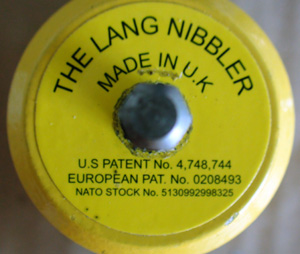 THE LANG NIBBLER
MADE IN U.K
U.S PATENT No. 4,748,744
EUROPEAN PAT. No. 0208493
NATO STOCK No. 5130992998325